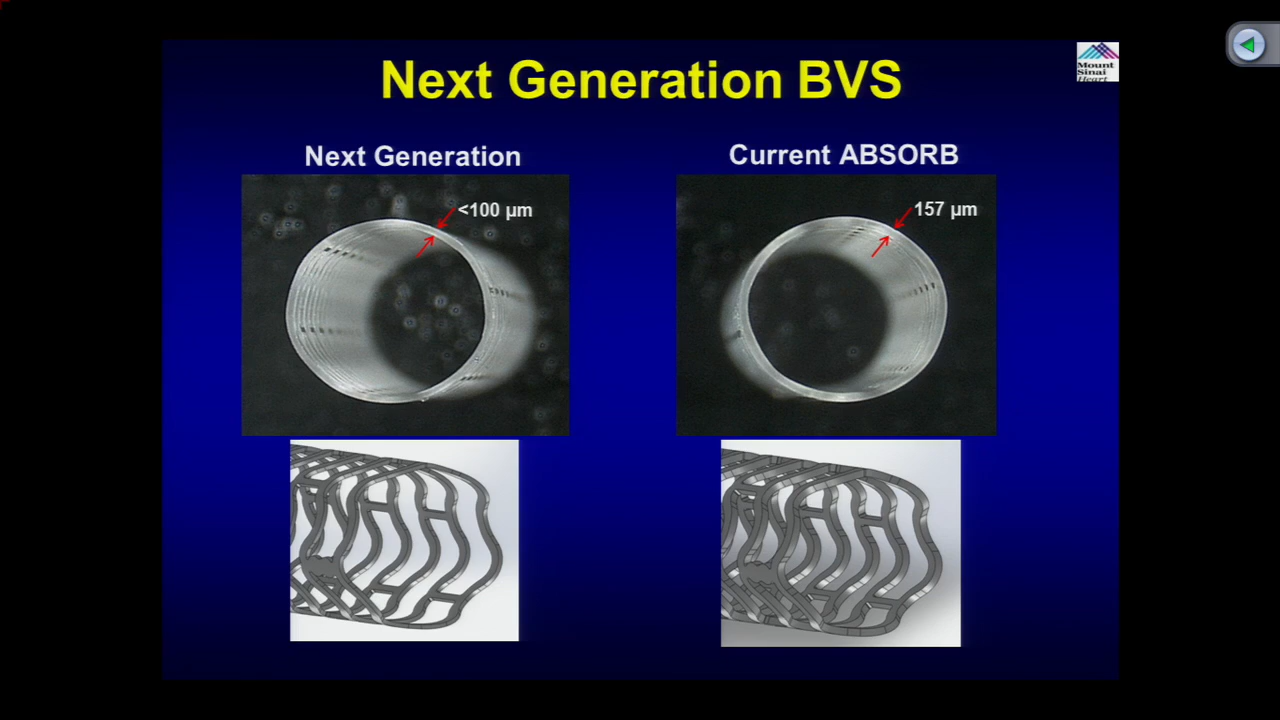 Next Generation BVS
Mount
Sinai
Heart
Next Generation
Current ABSORB
<100 µm
157 µm